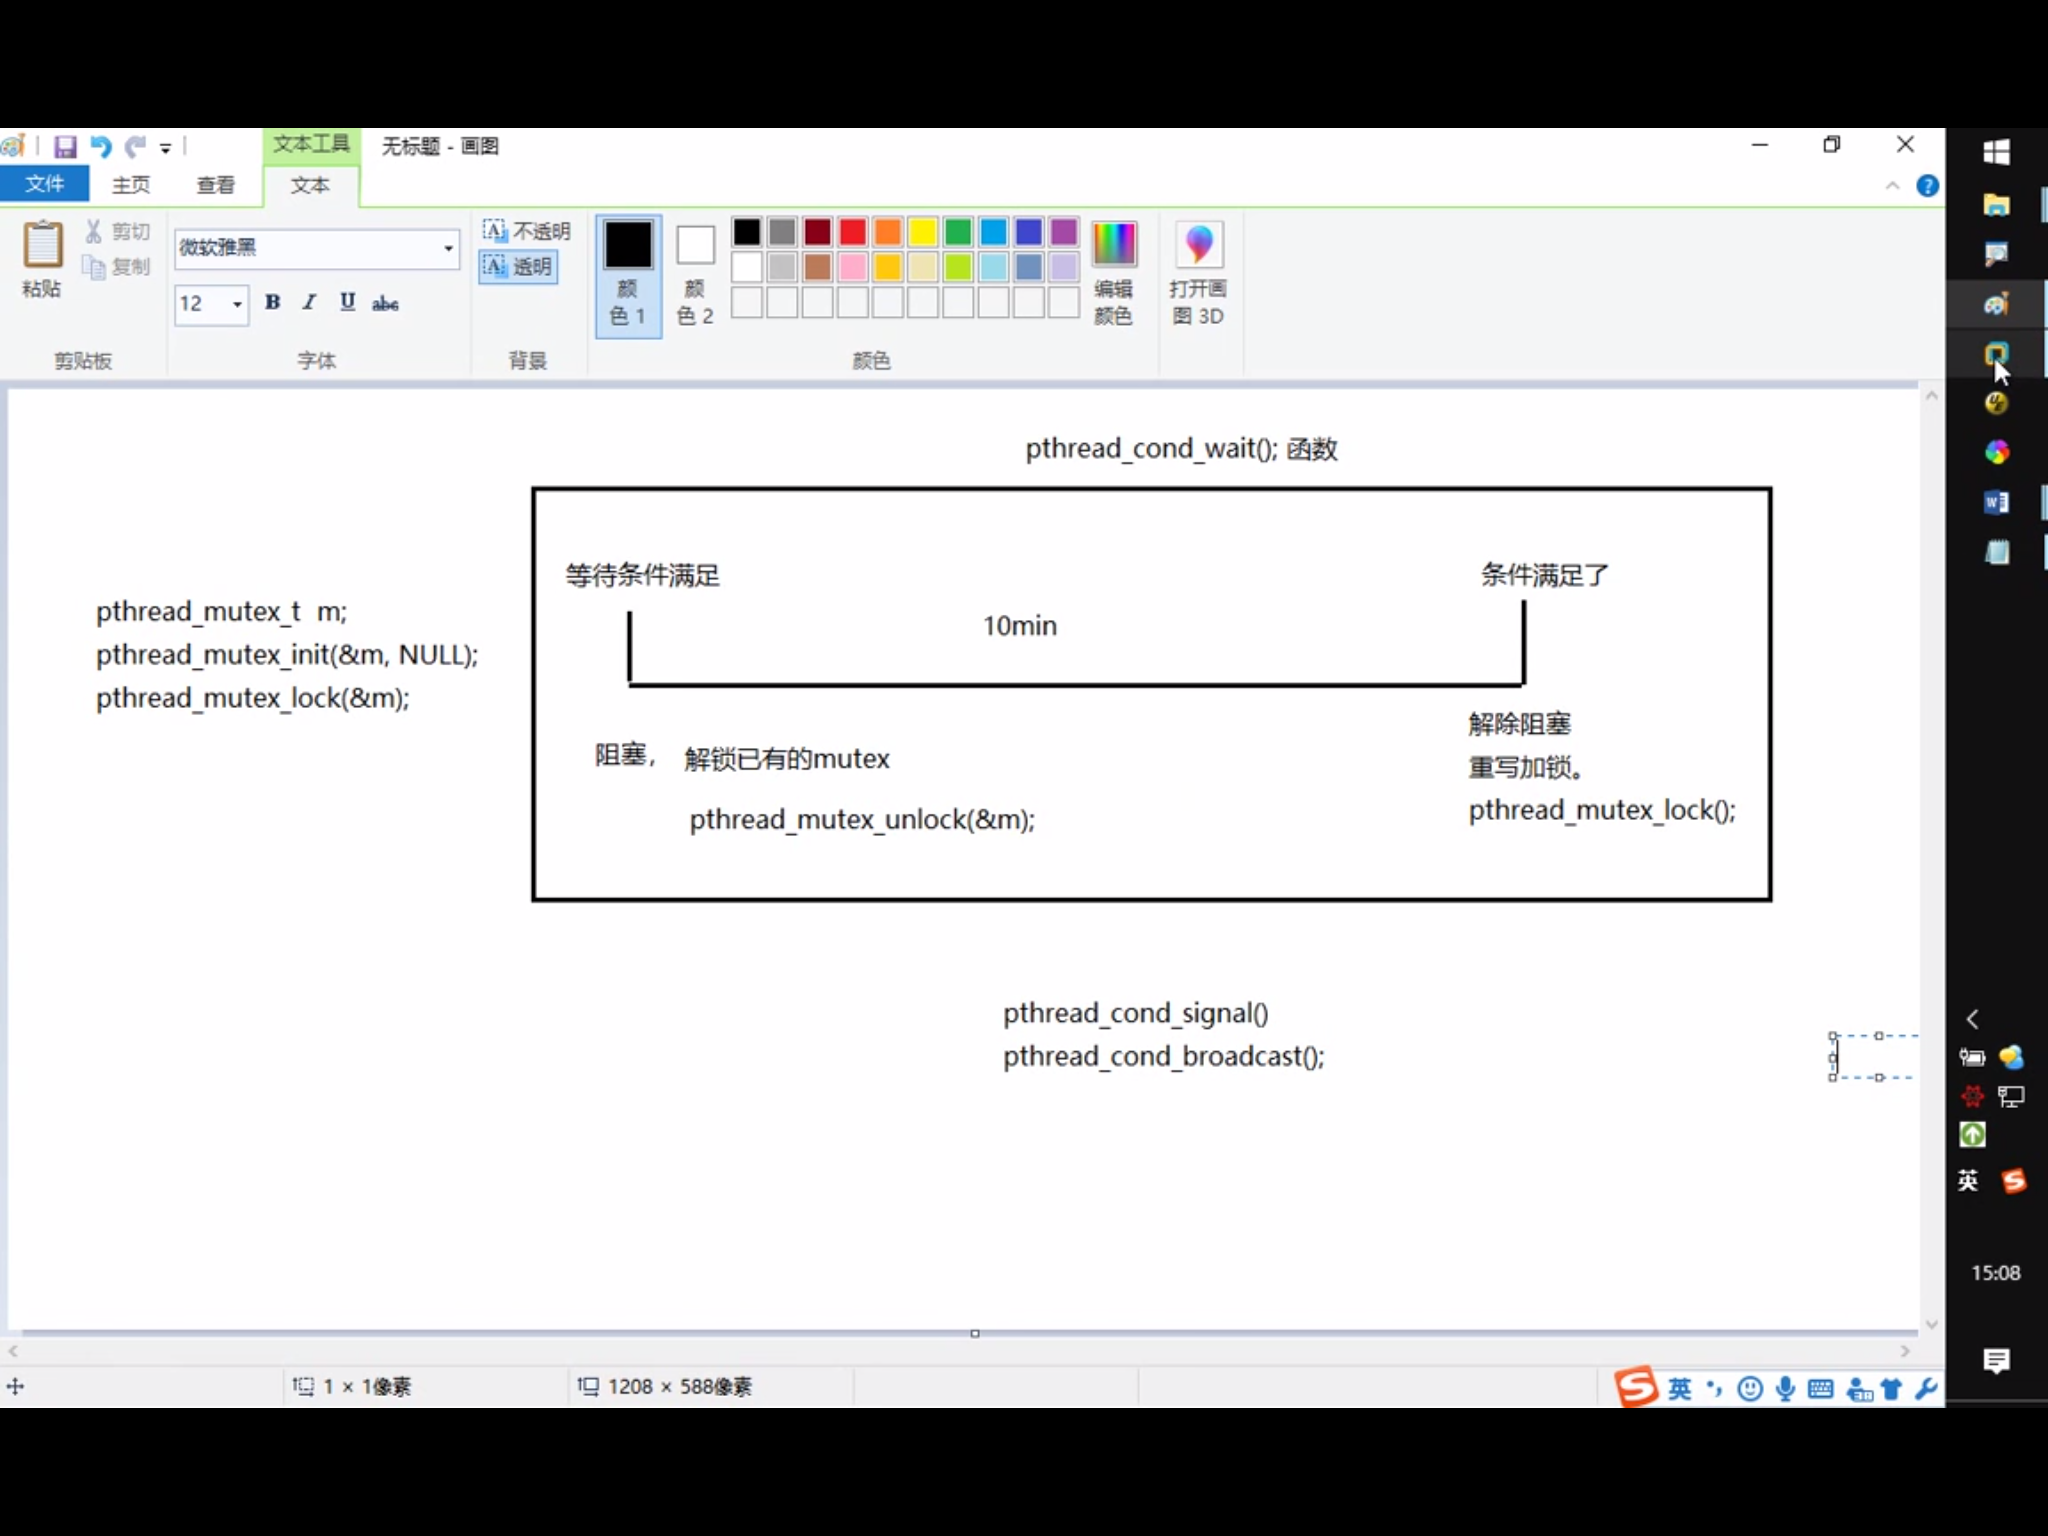 文本工具
无标题 - 画图
文件
主页
查看
文本
粘贴
剪切
复制
剪贴板
微软雅黑
12
B I U abc
字体
不透明
透明
背景
颜
色 1
颜
色 2
编辑
颜色
颜色
打开画
图 3D
pthread_cond_wait(); 函数
等待条件满足
条件满足了
10min
pthread_mutex_t  m;
pthread_mutex_init(&m, NULL);
pthread_mutex_lock(&m);
阻塞，
解锁已有的mutex
pthread_mutex_unlock(&m);
解除阻塞
重写加锁。
pthread_mutex_lock();
pthread_cond_signal()
pthread_cond_broadcast();
英
15:08
1 × 1像素
1208 × 588像素
英